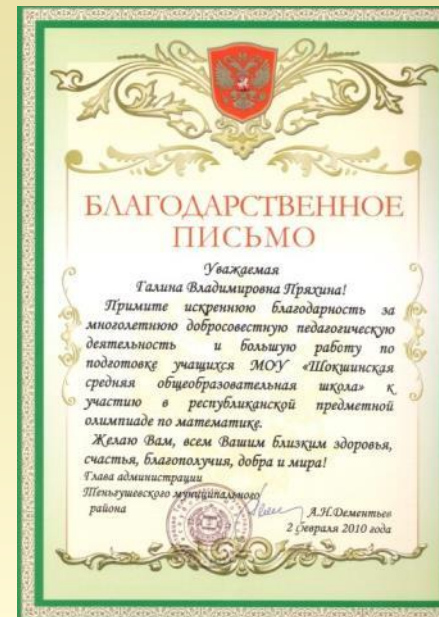 БЛАГОДАРСТВЕННОЕ
ПИСЬМО
Уважаемая
Галина Владимировна Пряхина!
Примите искреннюю благодарность за
многолетнюю добросовестную педагогическую
деятельность и большую работу по
подготовке учащихся МОУ «Шокшинская
средняя общеобразовательная школа» к
участию в республиканской предметной
олимпиаде по математике.
Желаю Вам, всем Вашим близким здоровья,
счастья, благополучия, добра и мира!
Глава администрации
Теньгушевского муниципального
района
А.Н.Дементьев
2 февраля 2010 года